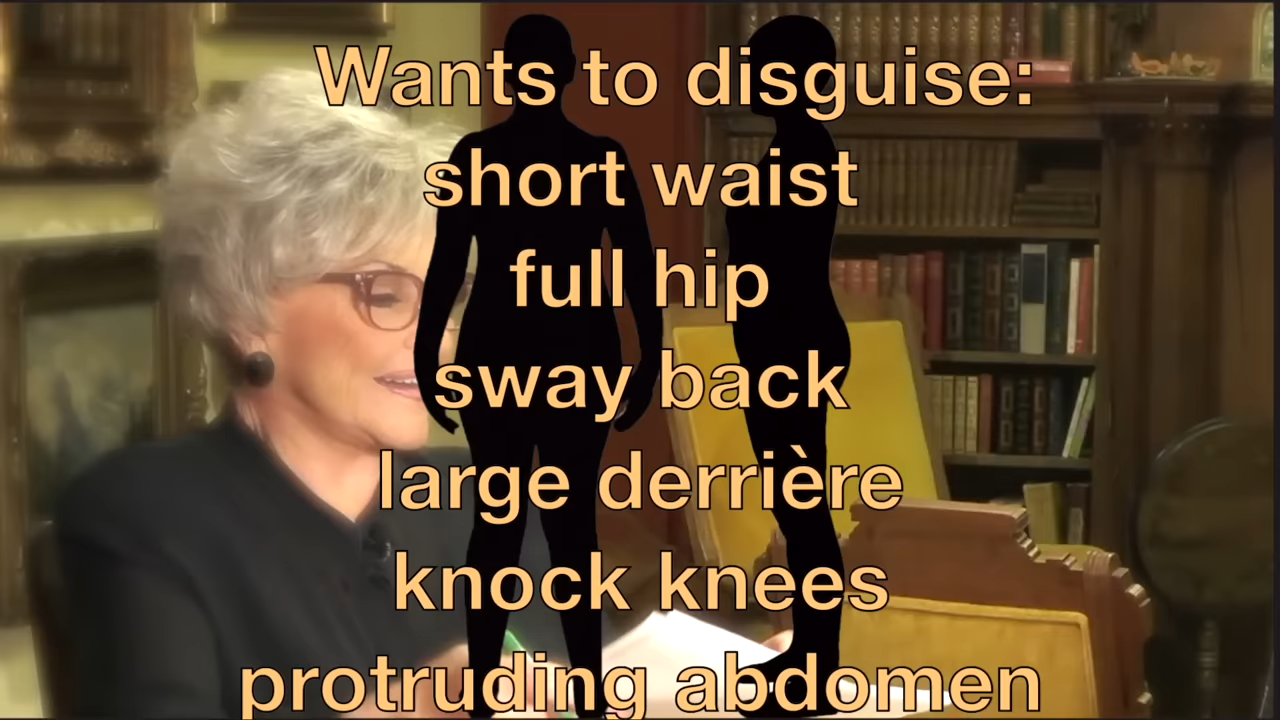 Wants to disguise:
short waist
full hip
sway back
large derrière
knock knees
protruding abdomen